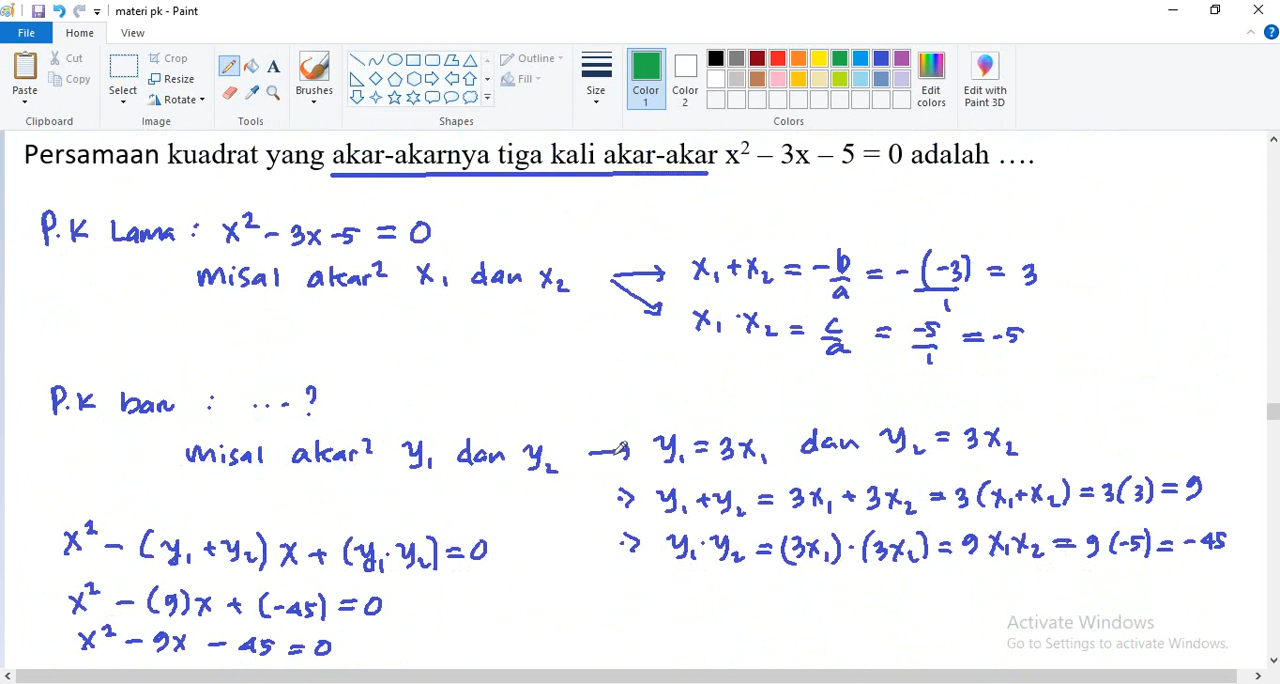 materi pk - Paint
File Home View
Paste Cut Copy Select Crop Resize Rotate A Brushes Outline Fill Size Color 1 Color 2 Edit colors Edit with Paint 3D
Clipboard Image Tools Shapes Colors
Persamaan kuadrat yang akar-akarnya tiga kali akar-akar x² – 3x – 5 = 0 adalah ….
P.K Lama : x² - 3x - 5 = 0
misal akar² x₁ dan x₂ → x₁ + x₂ = -b/a = -(-3)/1 = 3
x₁ · x₂ = c/a = -5/1 = -5
P.K baru : ...- ?
misal akar² y₁ dan y₂ → y₁ = 3x₁ dan y₂ = 3x₂
⇒ y₁ + y₂ = 3x₁ + 3x₂ = 3(x₁+x₂) = 3(3) = 9
⇒ y₁ · y₂ = (3x₁) · (3x₂) = 9 x₁x₂ = 9(-5) = -45
x² - (y₁ + y₂) x + (y₁ · y₂) = 0
x² - (9)x + (-45) = 0
x² - 9x - 45 = 0
Activate Windows
Go to Settings to activate Windows.